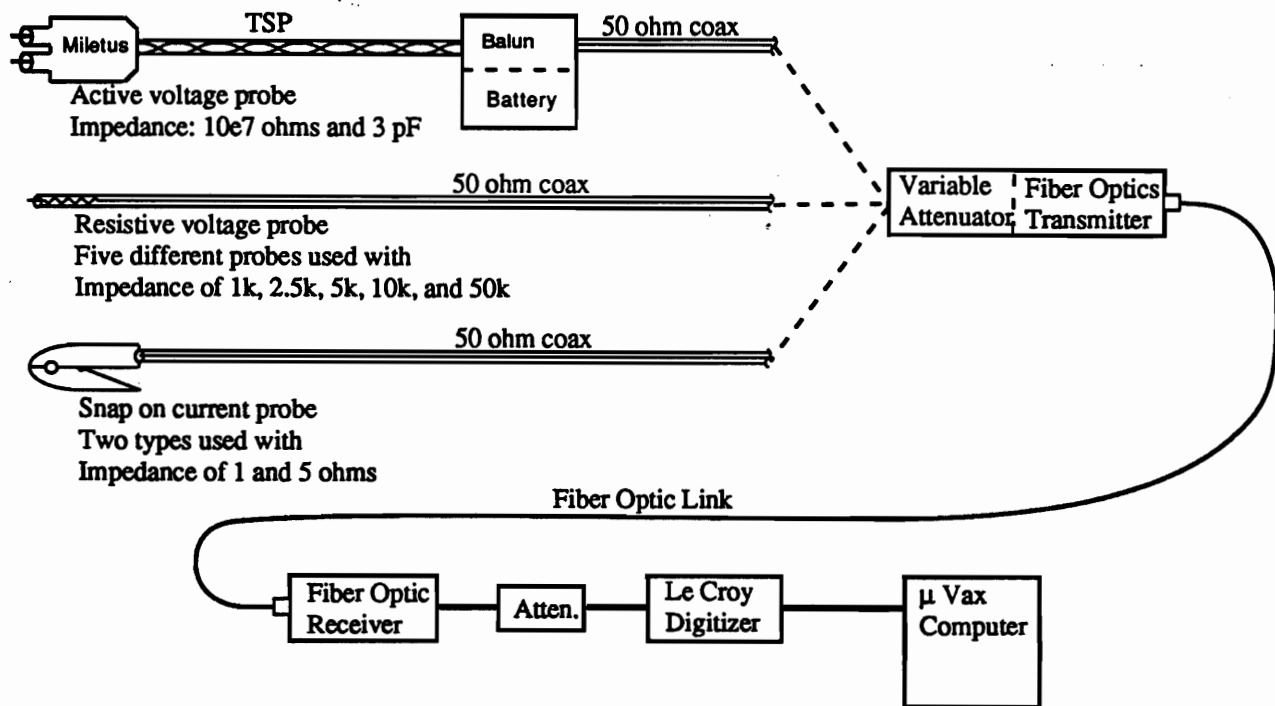 TSP
50 ohm coax
Miletus
Balun
Battery
Active voltage probe
Impedance: 10e7 ohms and 3 pF
50 ohm coax
Variable
Attenuator
Fiber Optics
Transmitter
Resistive voltage probe
Five different probes used with
Impedance of 1k, 2.5k, 5k, 10k, and 50k
50 ohm coax
Snap on current probe
Two types used with
Impedance of 1 and 5 ohms
Fiber Optic Link
Fiber Optic
Receiver
Atten.
Le Croy
Digitizer
µ Vax
Computer